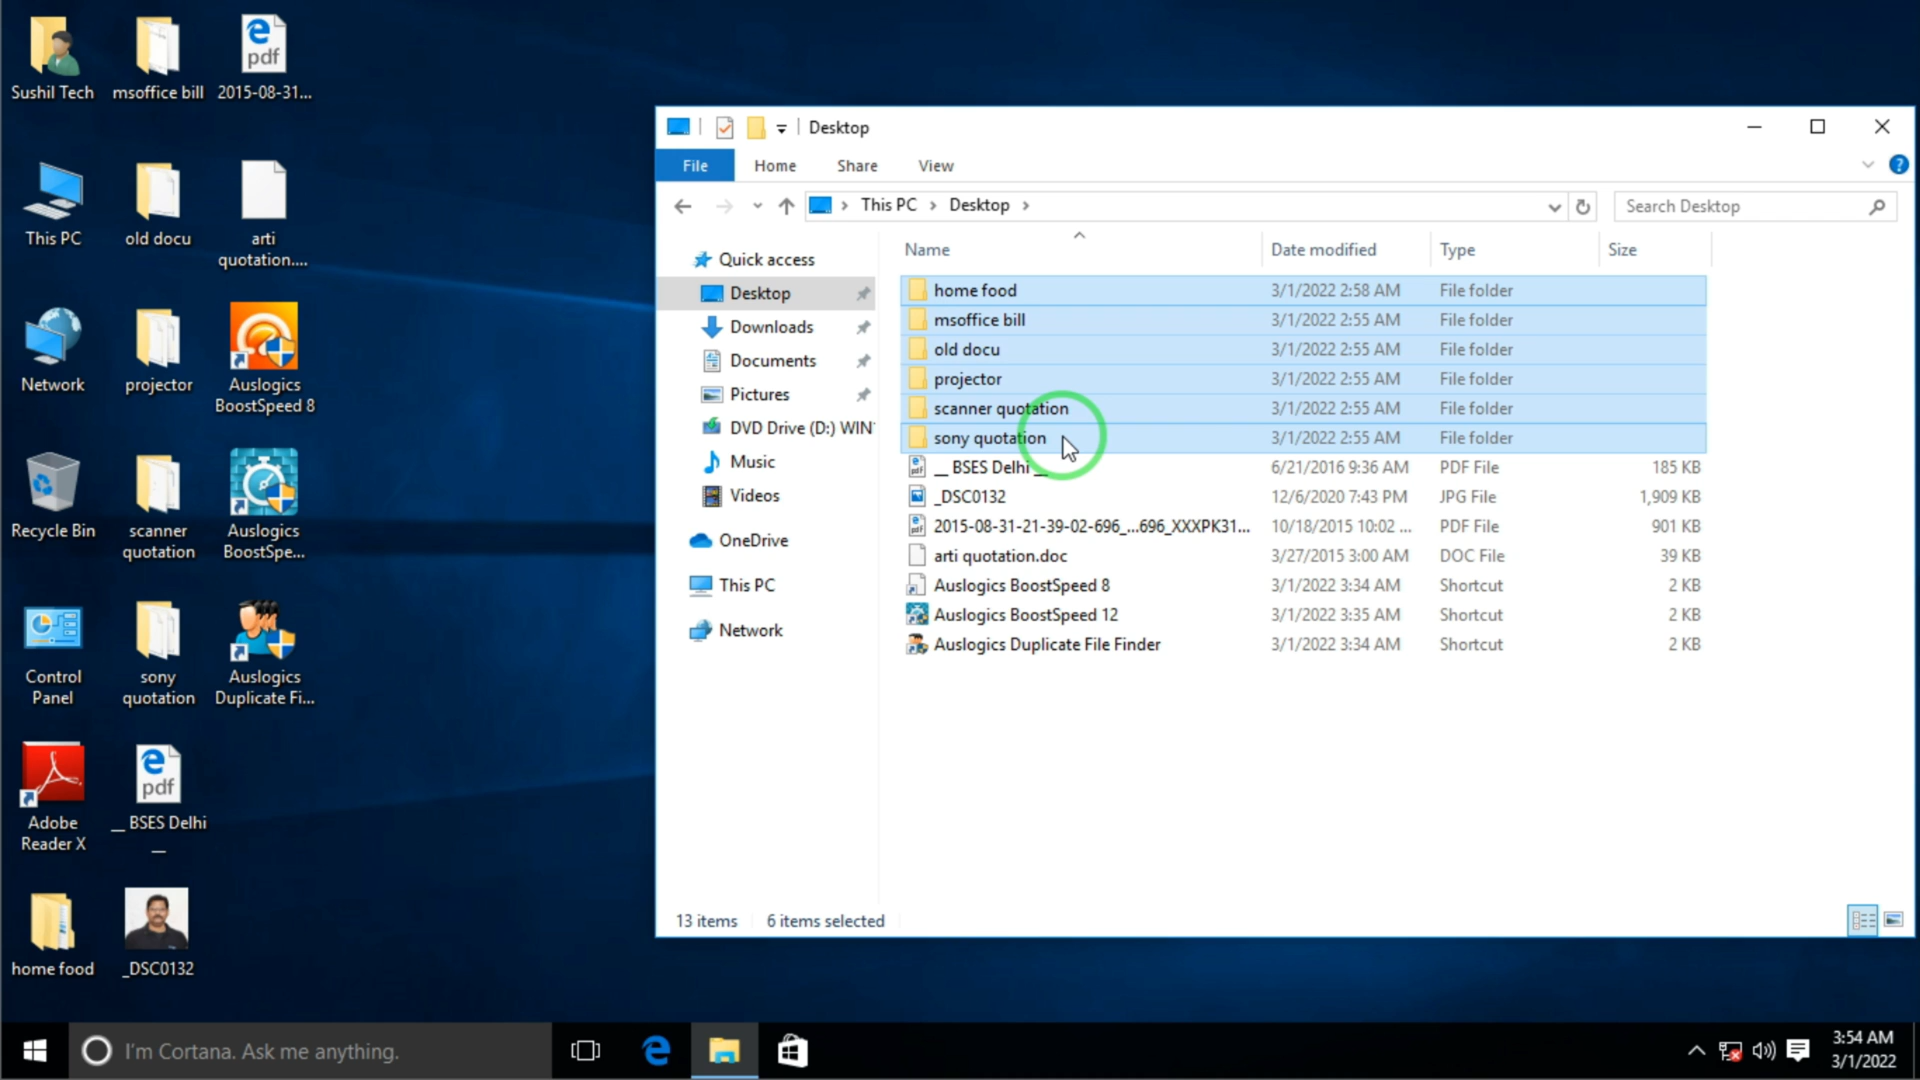 Sushil Tech
msoffice bill
2015-08-31...
This PC
old docu
arti
quotation....
Network
projector
Auslogics
BoostSpeed 8
Recycle Bin
scanner
quotation
Auslogics
BoostSpe...
Control
Panel
sony
quotation
Auslogics
Duplicate Fi...
Adobe
Reader X
__ BSES Delhi
__
home food
_DSC0132
pdf
pdf
Desktop
File
Home
Share
View
?
This PC
Desktop
Search Desktop
Quick access
Desktop
Downloads
Documents
Pictures
DVD Drive (D:) WIN
Music
Videos
OneDrive
This PC
Network
Name Date modified Type Size
home food 3/1/2022 2:58 AM File folder
msoffice bill 3/1/2022 2:55 AM File folder
old docu 3/1/2022 2:55 AM File folder
projector 3/1/2022 2:55 AM File folder
scanner quotation 3/1/2022 2:55 AM File folder
sony quotation 3/1/2022 2:55 AM File folder
__ BSES Delhi __ 6/21/2016 9:36 AM PDF File 185 KB
_DSC0132 12/6/2020 7:43 PM JPG File 1,909 KB
2015-08-31-21-39-02-696_...696_XXXPK31... 10/18/2015 10:02 ... PDF File 901 KB
arti quotation.doc 3/27/2015 3:00 AM DOC File 39 KB
Auslogics BoostSpeed 8 3/1/2022 3:34 AM Shortcut 2 KB
Auslogics BoostSpeed 12 3/1/2022 3:35 AM Shortcut 2 KB
Auslogics Duplicate File Finder 3/1/2022 3:34 AM Shortcut 2 KB
13 items 6 items selected
I'm Cortana. Ask me anything.
3:54 AM
3/1/2022